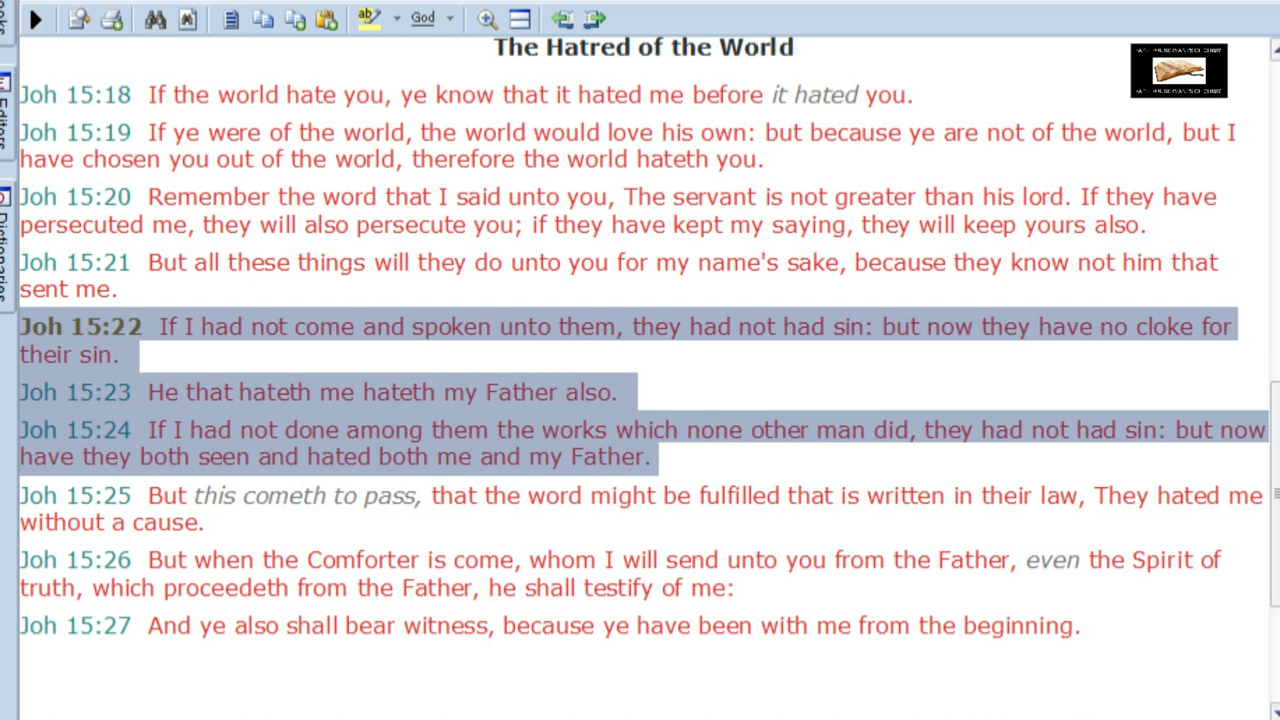 ab
God
The Hatred of the World
Joh 15:18 If the world hate you, ye know that it hated me before it hated you.
Joh 15:19 If ye were of the world, the world would love his own: but because ye are not of the world, but I
have chosen you out of the world, therefore the world hateth you.
Joh 15:20 Remember the word that I said unto you, The servant is not greater than his lord. If they have
persecuted me, they will also persecute you; if they have kept my saying, they will keep yours also.
Joh 15:21 But all these things will they do unto you for my name's sake, because they know not him that
sent me.
Joh 15:22 If I had not come and spoken unto them, they had not had sin: but now they have no cloke for
their sin.
Joh 15:23 He that hateth me hateth my Father also.
Joh 15:24 If I had not done among them the works which none other man did, they had not had sin: but now
have they both seen and hated both me and my Father.
Joh 15:25 But this cometh to pass, that the word might be fulfilled that is written in their law, They hated me
without a cause.
Joh 15:26 But when the Comforter is come, whom I will send unto you from the Father, even the Spirit of
truth, which proceedeth from the Father, he shall testify of me:
Joh 15:27 And ye also shall bear witness, because ye have been with me from the beginning.
Editors
Dictionaries